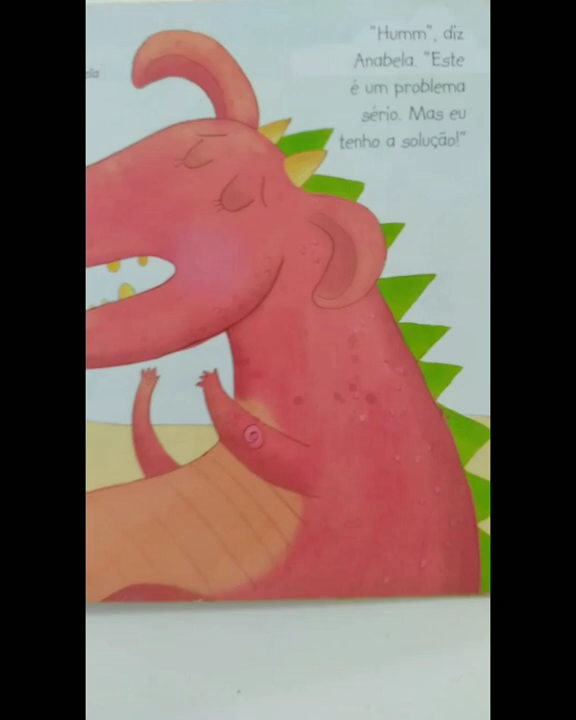 "Humm", diz
Anabela. "Este
é um problema
sério. Mas eu
tenho a solução!"